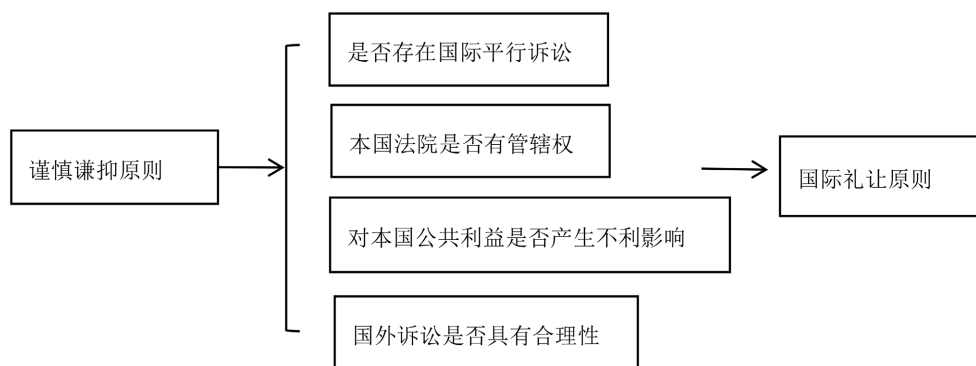 谨慎谦抑原则
是否存在国际平行诉讼
本国法院是否有管辖权
对本国公共利益是否产生不利影响
国外诉讼是否具有合理性
国际礼让原则